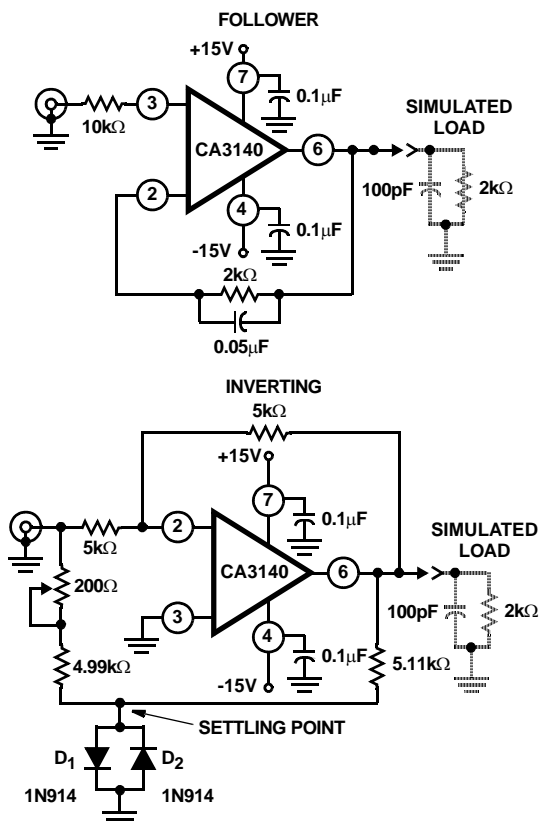 FOLLOWER
+15V
7
0.1μF
3
10kΩ
SIMULATED
LOAD
CA3140
6
2
100pF
2kΩ
4
0.1μF
-15V
2kΩ
0.05μF
INVERTING
5kΩ
+15V
7
0.1μF
2
5kΩ
SIMULATED
LOAD
200Ω
CA3140
6
3
100pF
2kΩ
4
0.1μF
4.99kΩ
5.11kΩ
-15V
SETTLING POINT
D1
D2
1N914
1N914